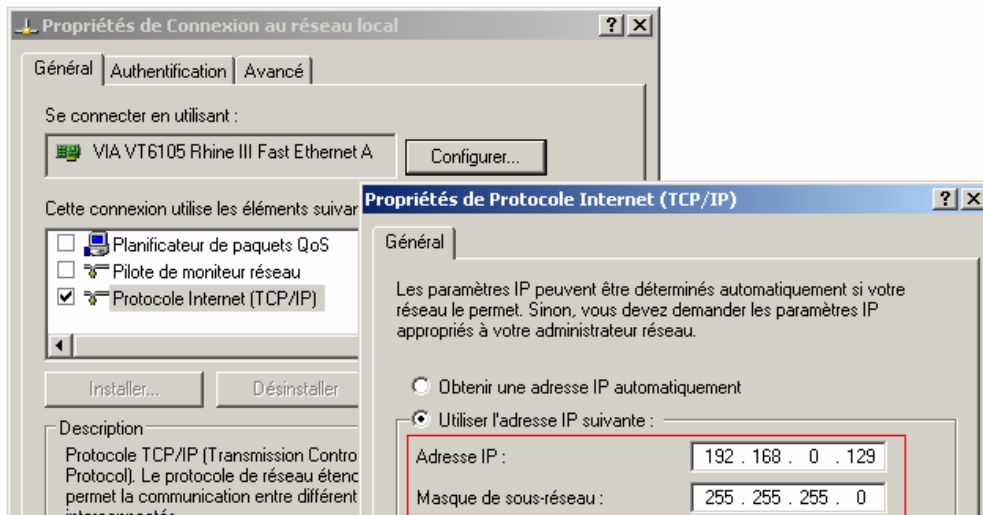 Propriétés de Connexion au réseau local
Général Authentification Avancé
Se connecter en utilisant :
VIA VT6105 Rhine III Fast Ethernet A
Configurer...
Cette connexion utilise les éléments suivan
Planificateur de paquets QoS
Pilote de moniteur réseau
Protocole Internet (TCP/IP)
Installer... Désinstaller
Description
Protocole TCP/IP (Transmission Contro
Protocol). Le protocole de réseau étenc
permet la communication entre différent
Propriétés de Protocole Internet (TCP/IP)
Général
Les paramètres IP peuvent être déterminés automatiquement si votre
réseau le permet. Sinon, vous devez demander les paramètres IP
appropriés à votre administrateur réseau.
Obtenir une adresse IP automatiquement
Utiliser l'adresse IP suivante :
Adresse IP : 192 . 168 . 0 . 129
Masque de sous-réseau : 255 . 255 . 255 . 0